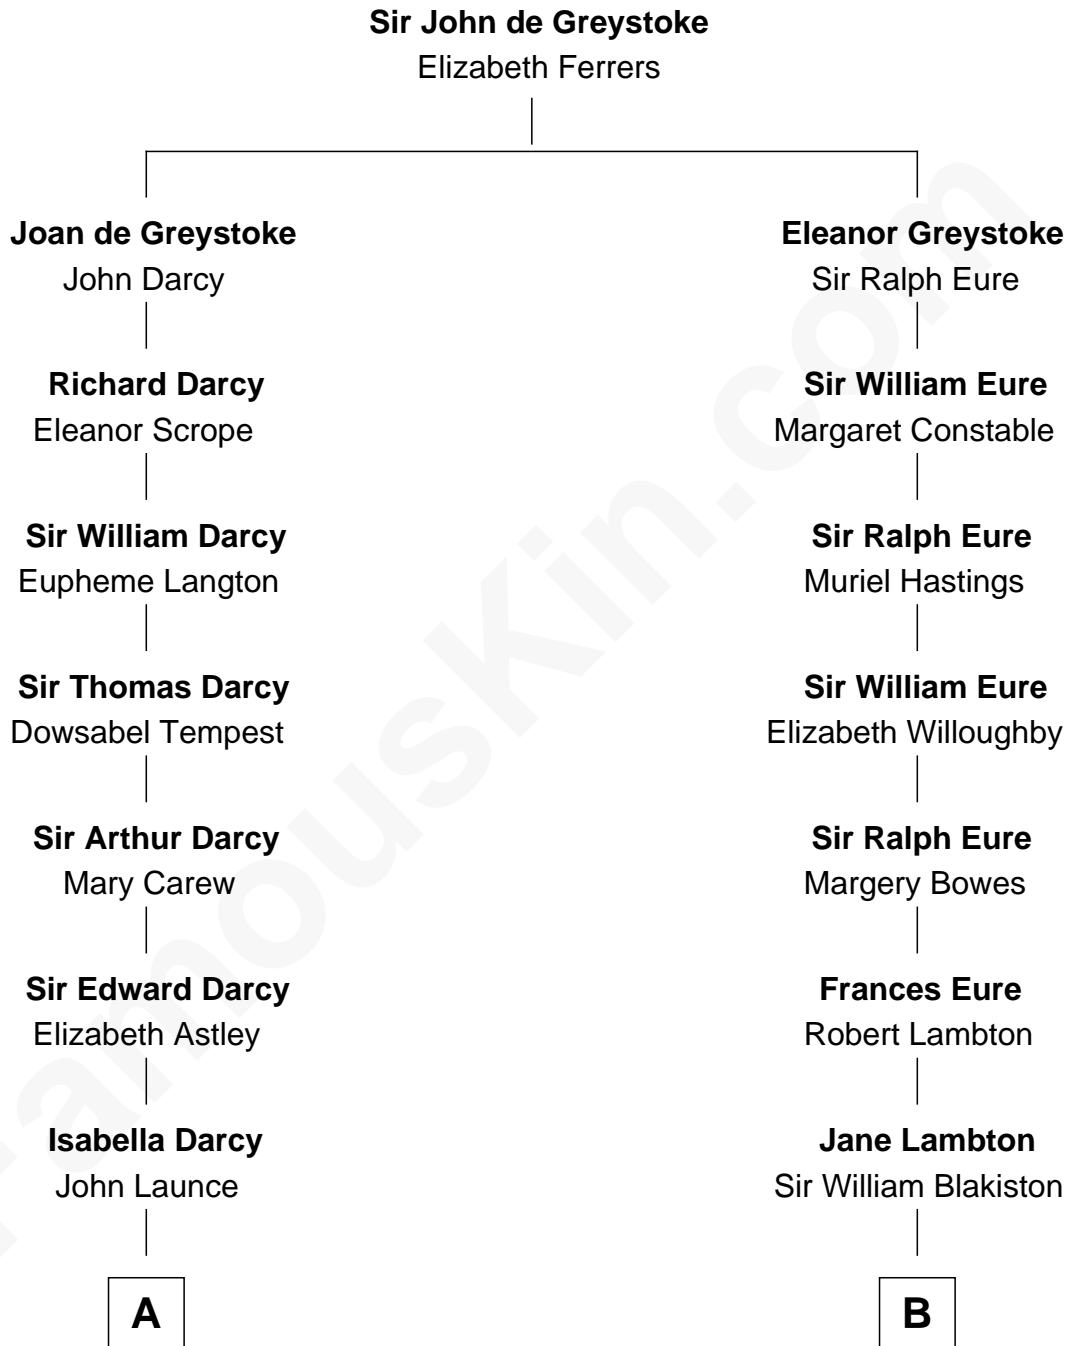 Sir John de Greystoke
Elizabeth Ferrers
Joan de Greystoke
John Darcy
Eleanor Greystoke
Sir Ralph Eure
Richard Darcy
Eleanor Scrope
Sir William Eure
Margaret Constable
Sir William Darcy
Eupheme Langton
Sir Ralph Eure
Muriel Hastings
Sir Thomas Darcy
Dowsabel Tempest
Sir William Eure
Elizabeth Willoughby
Sir Arthur Darcy
Mary Carew
Sir Ralph Eure
Margery Bowes
Sir Edward Darcy
Elizabeth Astley
Frances Eure
Robert Lambton
Isabella Darcy
John Launce
Jane Lambton
Sir William Blakiston
A
B
FamousKin.com